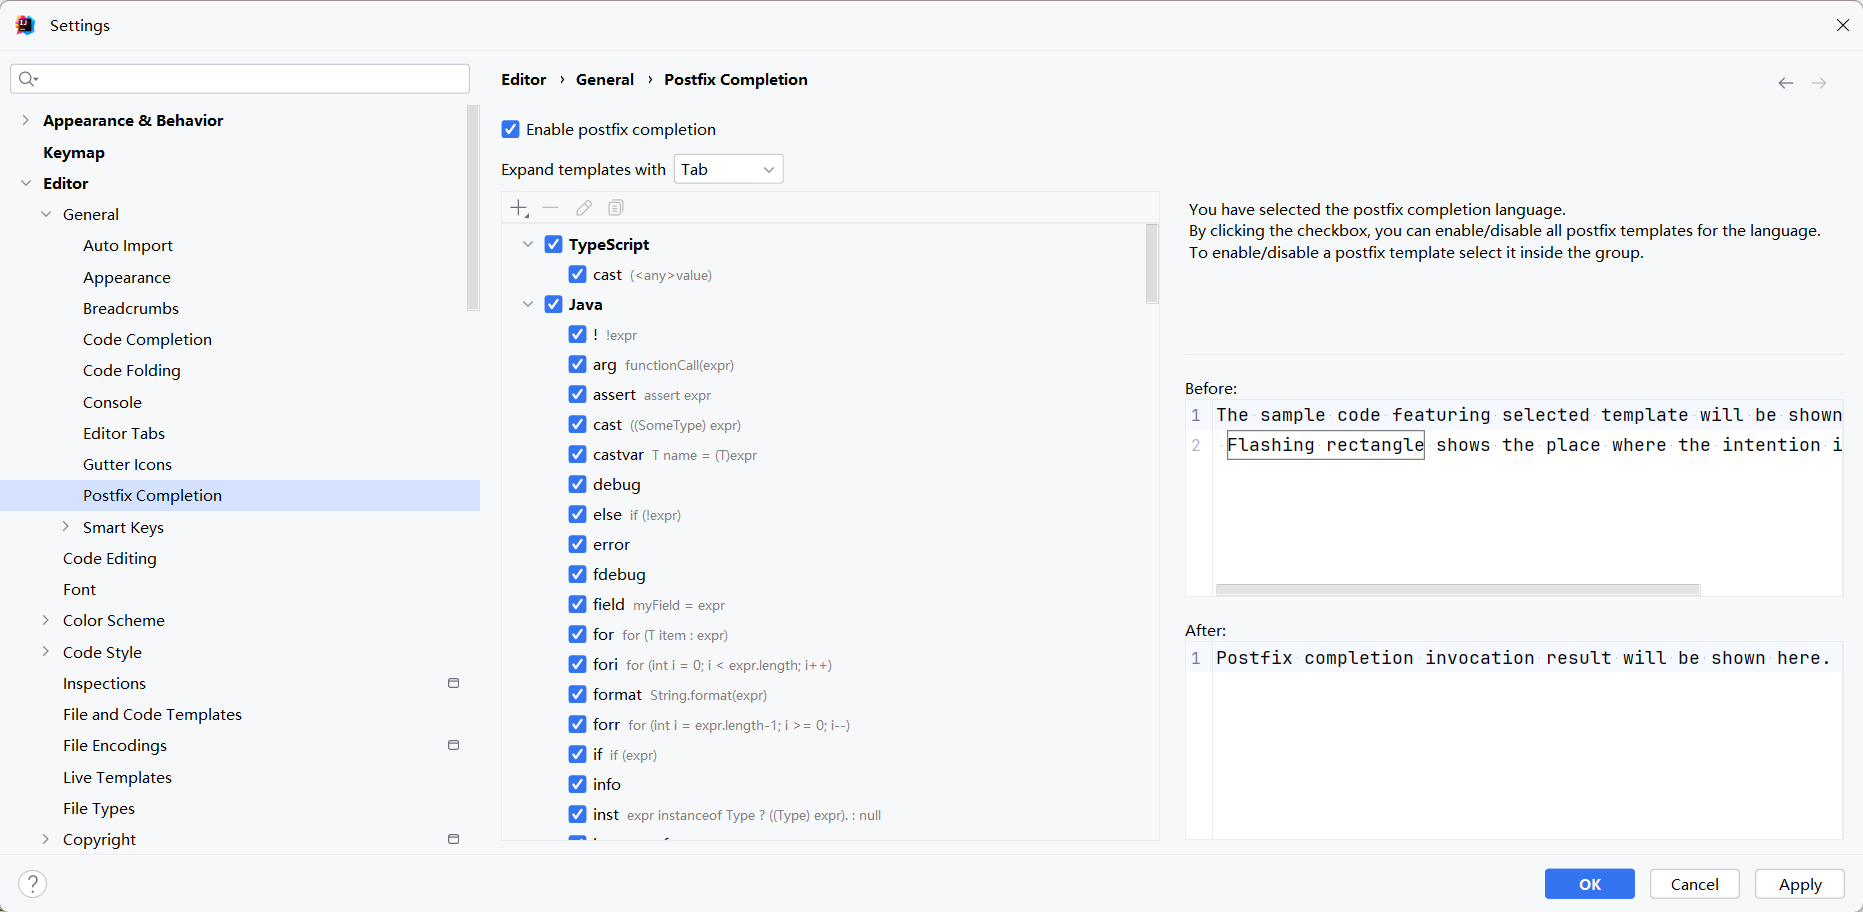 Settings
Appearance & Behavior
Keymap
Editor
General
Auto Import
Appearance
Breadcrumbs
Code Completion
Code Folding
Console
Editor Tabs
Gutter Icons
Postfix Completion
Smart Keys
Code Editing
Font
Color Scheme
Code Style
Inspections
File and Code Templates
File Encodings
Live Templates
File Types
Copyright
Editor › General › Postfix Completion
Enable postfix completion
Expand templates with Tab
TypeScript
cast (<any>value)
Java
! !expr
arg functionCall(expr)
assert assert expr
cast ((SomeType) expr)
castvar T name = (T)expr
debug
else if (!expr)
error
fdebug
field myField = expr
for for (T item : expr)
fori for (int i = 0; i < expr.length; i++)
format String.format(expr)
forr for (int i = expr.length-1; i >= 0; i--)
if if (expr)
info
inst expr instanceof Type ? ((Type) expr). : null
You have selected the postfix completion language.
By clicking the checkbox, you can enable/disable all postfix templates for the language.
To enable/disable a postfix template select it inside the group.
Before:
1 The sample code featuring selected template will be shown
2 Flashing rectangle shows the place where the intention i
After:
1 Postfix completion invocation result will be shown here.
?
OK
Cancel
Apply